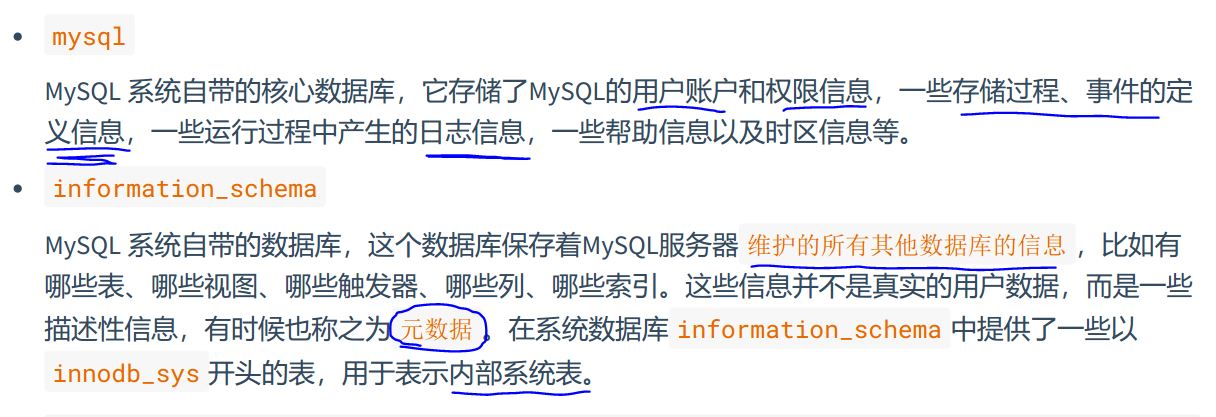 mysql
MySQL 系统自带的核心数据库，它存储了MySQL的用户账户和权限信息，一些存储过程、事件的定
义信息，一些运行过程中产生的日志信息，一些帮助信息以及时区信息等。
information_schema
MySQL 系统自带的数据库，这个数据库保存着MySQL服务器 维护的所有其他数据库的信息 ，比如有
哪些表、哪些视图、哪些触发器、哪些列、哪些索引。这些信息并不是真实的用户数据，而是一些
描述性信息，有时候也称之为 元数据 。在系统数据库 information_schema 中提供了一些以
innodb_sys 开头的表，用于表示内部系统表。